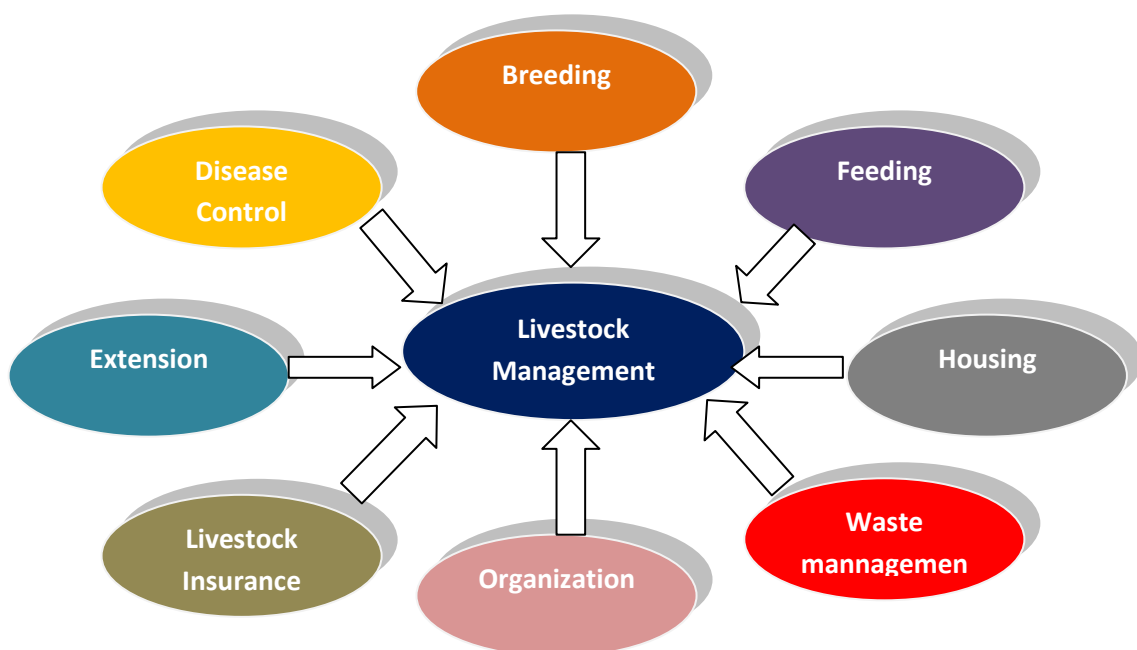 Breeding
Disease
Control
Feeding
Livestock
Management
Extension
Housing
Livestock
Insurance
Organization
Waste
mannagemen